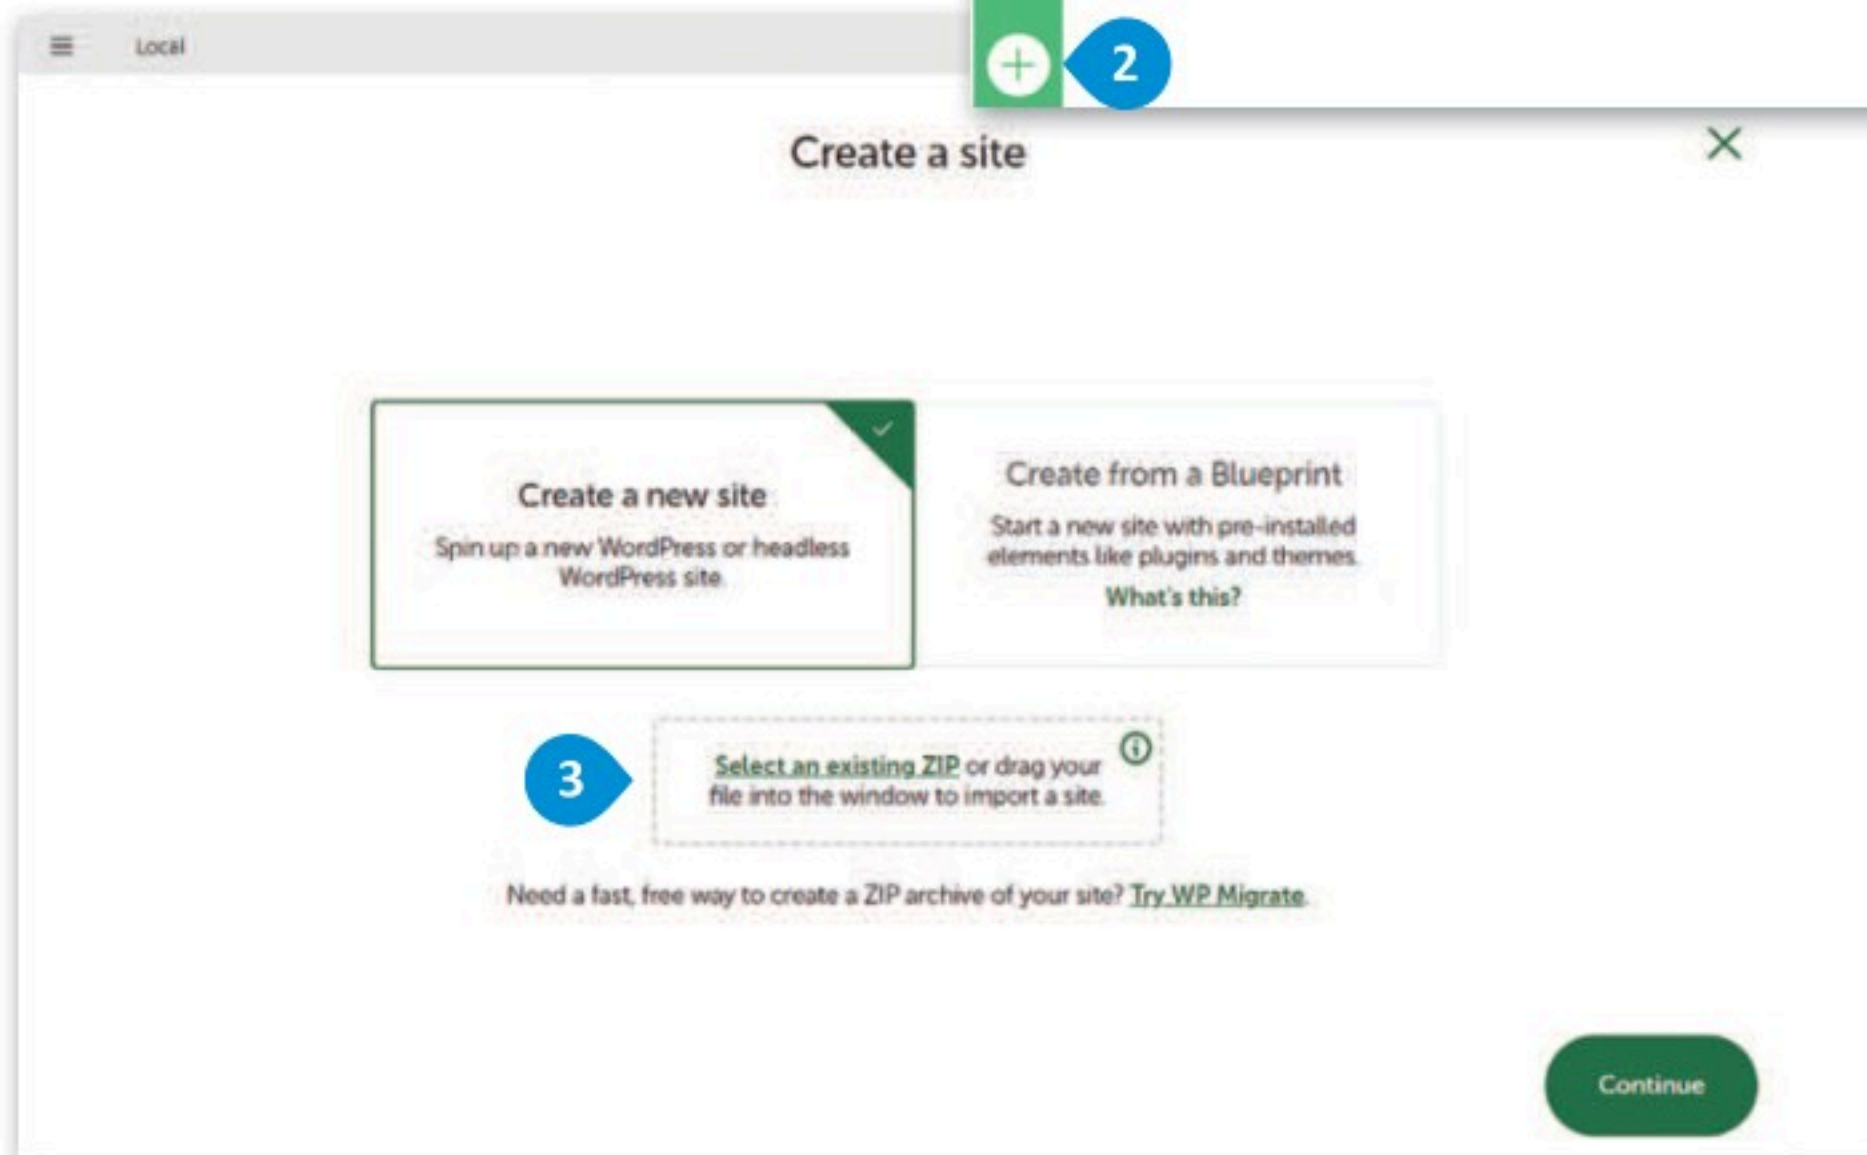 Local
2
Create a site
Create a new site
Spin up a new WordPress or headless
WordPress site.
Create from a Blueprint
Start a new site with pre-installed
elements like plugins and themes.
What's this?
3
Select an existing ZIP or drag your
file into the window to import a site.
Need a fast, free way to create a ZIP archive of your site? Try WP Migrate.
Continue